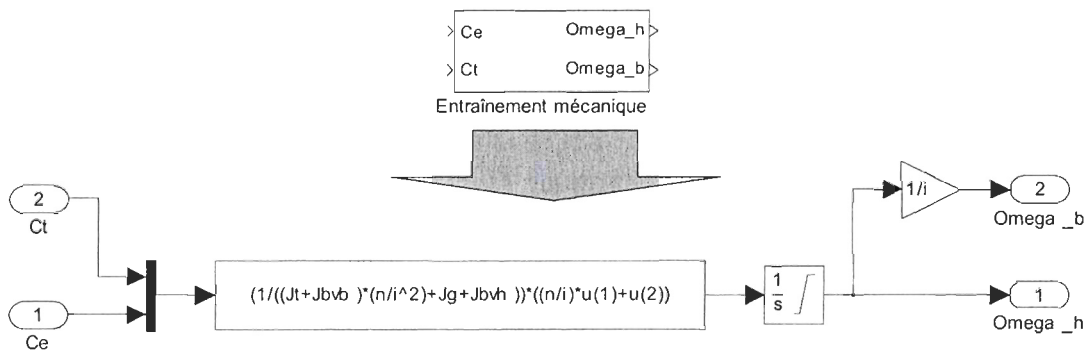 Ce Omega_h
Ct Omega_b
Entraînement mécanique
2
Ct
1/i
2
Omega _b
(1/((Jt+Jbvb )*(n/i^2)+Jg+Jbvh ))*((n/i)*u(1)+u(2))
1
s
1
Ce
1
Omega _h